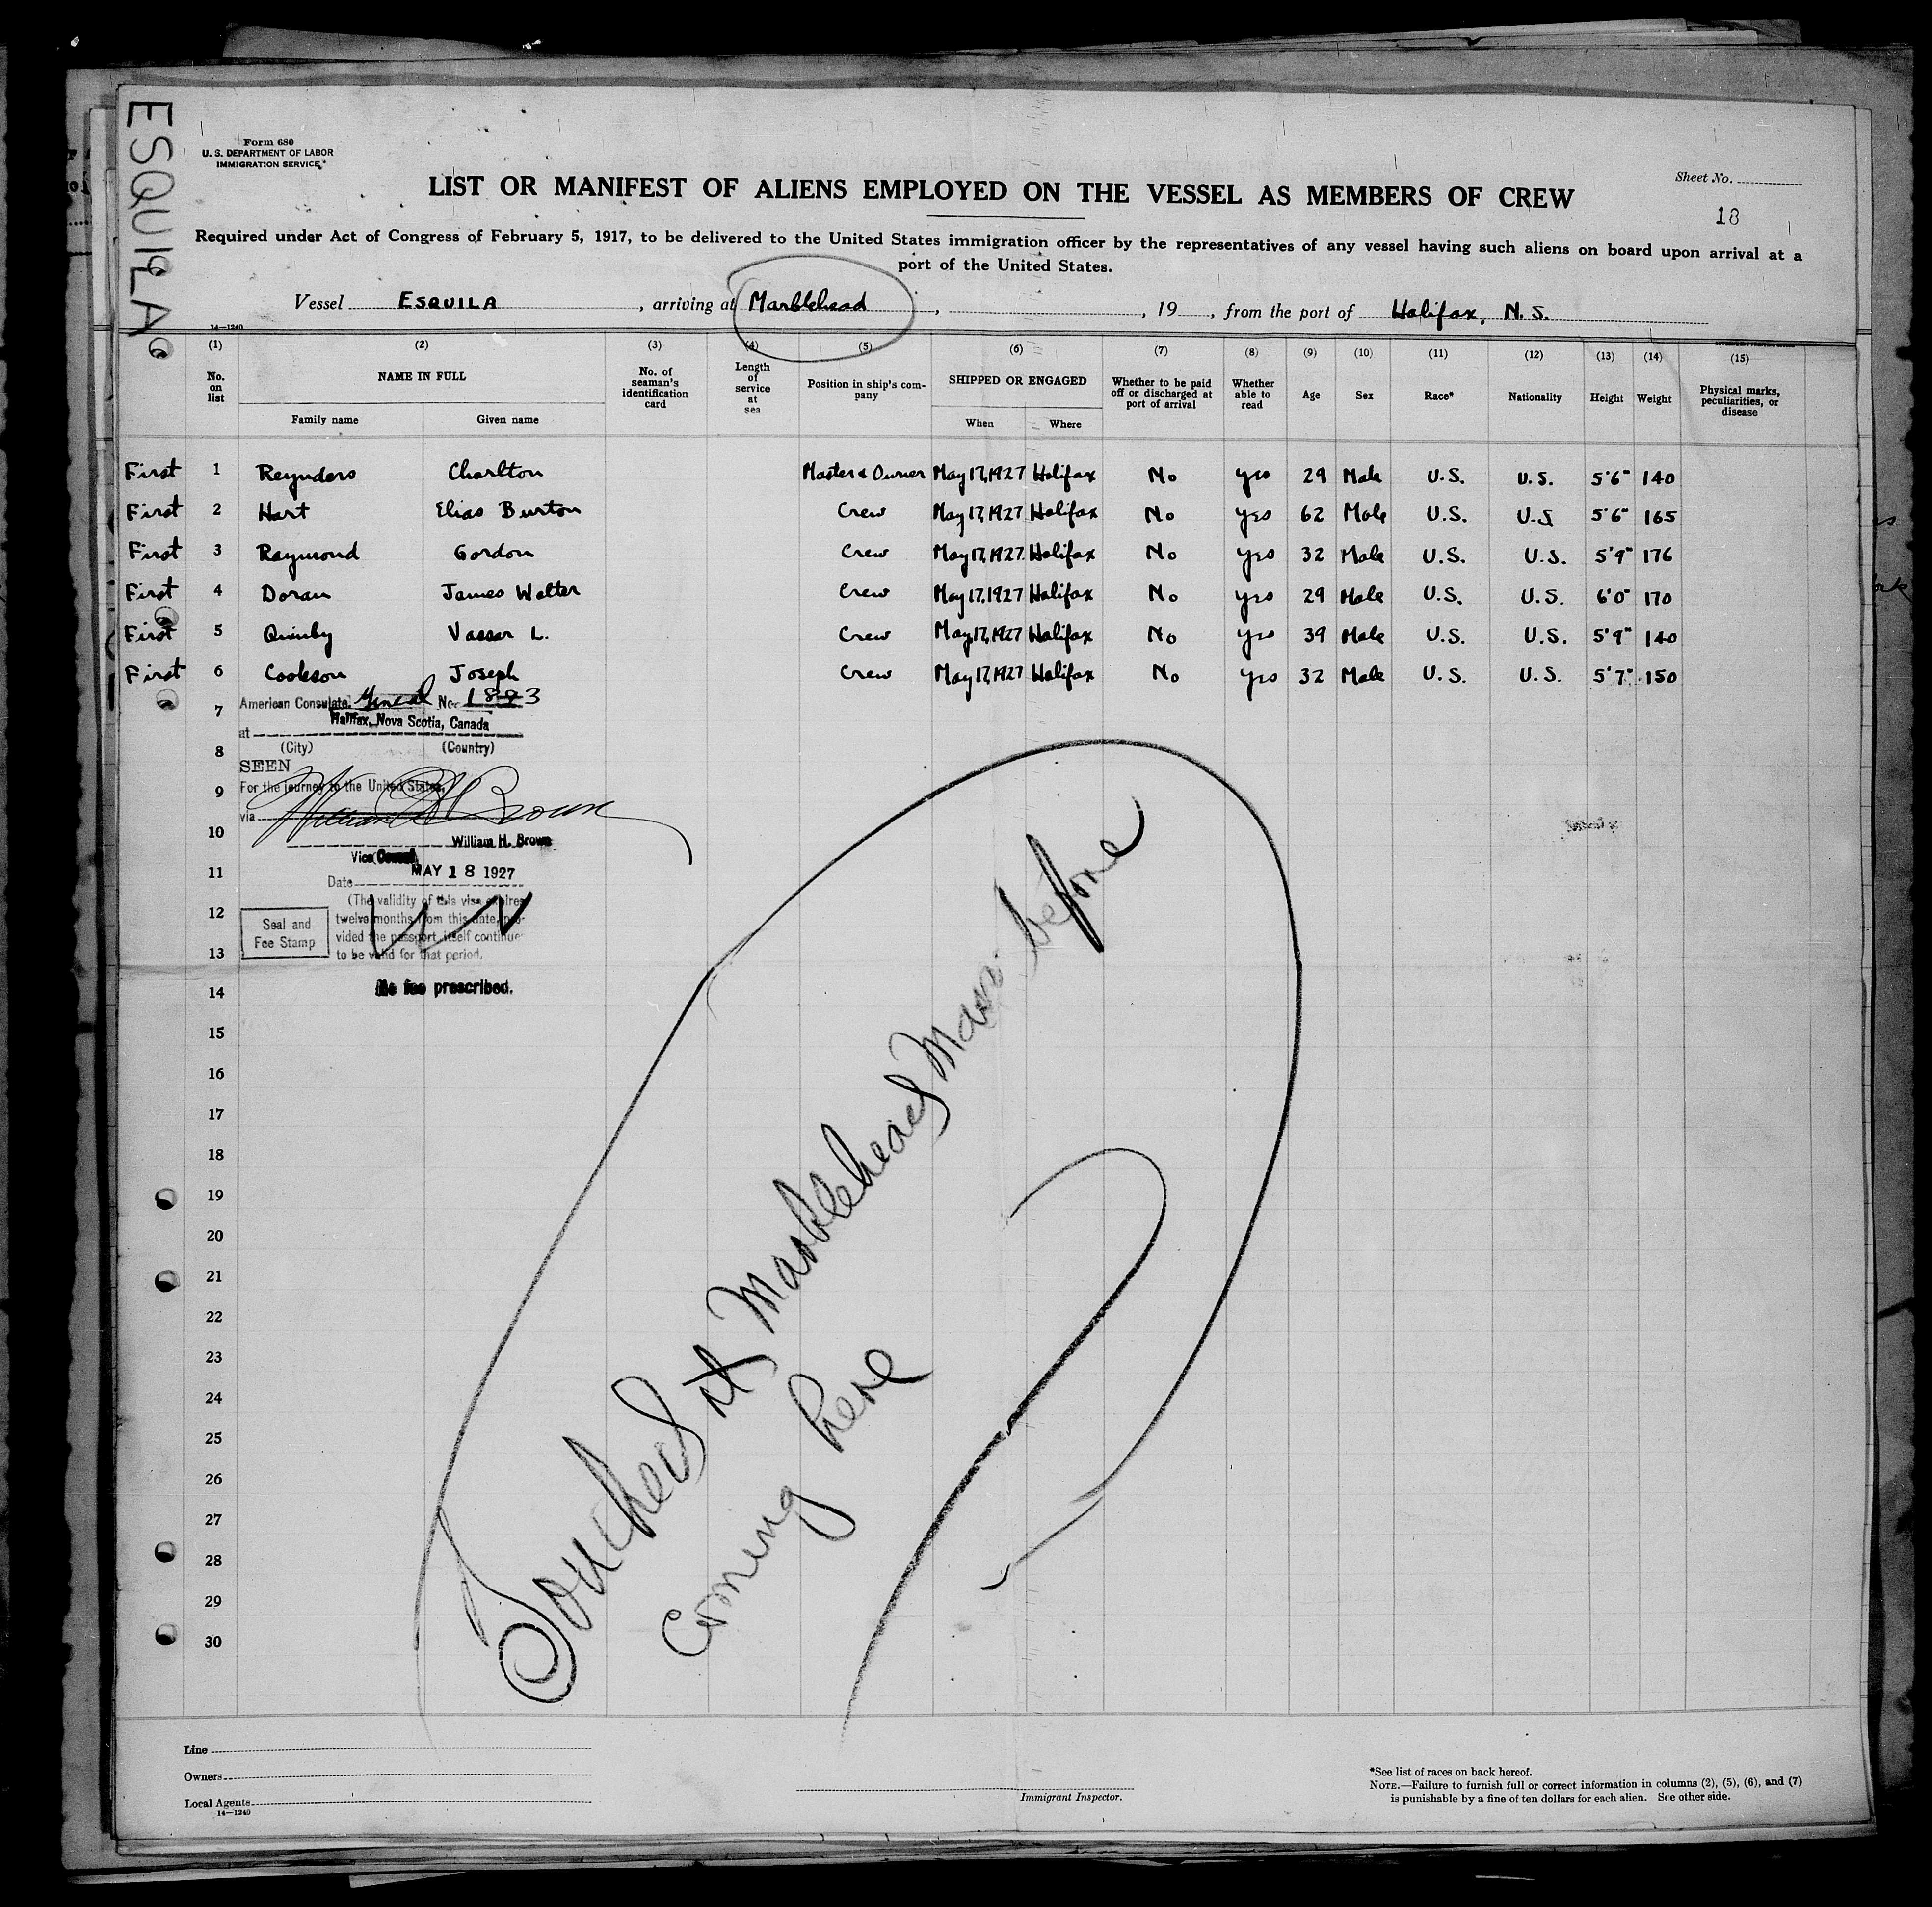 ESQUILA
Form 680
U. S. DEPARTMENT OF LABOR
IMMIGRATION SERVICE
LIST OR MANIFEST OF ALIENS EMPLOYED ON THE VESSEL AS MEMBERS OF CREW
Sheet No.
18
Required under Act of Congress of February 5, 1917, to be delivered to the United States immigration officer by the representatives of any vessel having such aliens on board upon arrival at a
port of the United States.
Vessel ESQUILA, arriving at Marblehead, , 19 , from the port of Halifax, N.S.
14—1240
(1) (2) (3) (4) (5) (6) (7) (8) (9) (10) (11) (12) (13) (14) (15)
No. on list
NAME IN FULL
Family name Given name
No. of seaman's identification card
Length of service at sea
Position in ship's company
SHIPPED OR ENGAGED
When Where
Whether to be paid off or discharged at port of arrival
Whether able to read
Age Sex Race* Nationality Height Weight
Physical marks, peculiarities, or disease
First 1 Reynders Charlton Master & Owner May 17, 1927 Halifax No yes 29 Male U.S. U.S. 5'6" 140
First 2 Hart Elias Burton Crew May 17, 1927 Halifax No yes 62 Male U.S. U.S 5'6" 165
First 3 Raymond Gordon Crew May 17, 1927 Halifax No yes 32 Male U.S. U.S. 5'9" 176
First 4 Doran James Walter Crew May 17, 1927 Halifax No yes 29 Male U.S. U.S. 6'0" 170
First 5 Quinby Vassar L. Crew May 17, 1927 Halifax No yes 39 Male U.S. U.S. 5'9" 140
First 6 Cookson Joseph Crew May 17, 1927 Halifax No yes 32 Male U.S. U.S. 5'7" 150
7
8
9
10
11
12
13
14
15
16
17
18
19
20
21
22
23
24
25
26
27
28
29
30
American Consulate General No. 1883
Halifax, Nova Scotia, Canada
at
(City) (Country)
SEEN
For the journey to the United States,
via
William H. Brown
William H. Brown
Vice Consul
MAY 18 1927
Date
(The validity of this visa expires
twelve months from this date, pro-
vided the passport itself continues
to be valid for that period.
Seal and
Fee Stamp
No fee prescribed.
Touched at Marblehead Mass. before
coming here
Line
Owners
Local Agents
14—1240
Immigrant Inspector.
*See list of races on back hereof.
NOTE.—Failure to furnish full or correct information in columns (2), (5), (6), and (7)
is punishable by a fine of ten dollars for each alien. See other side.